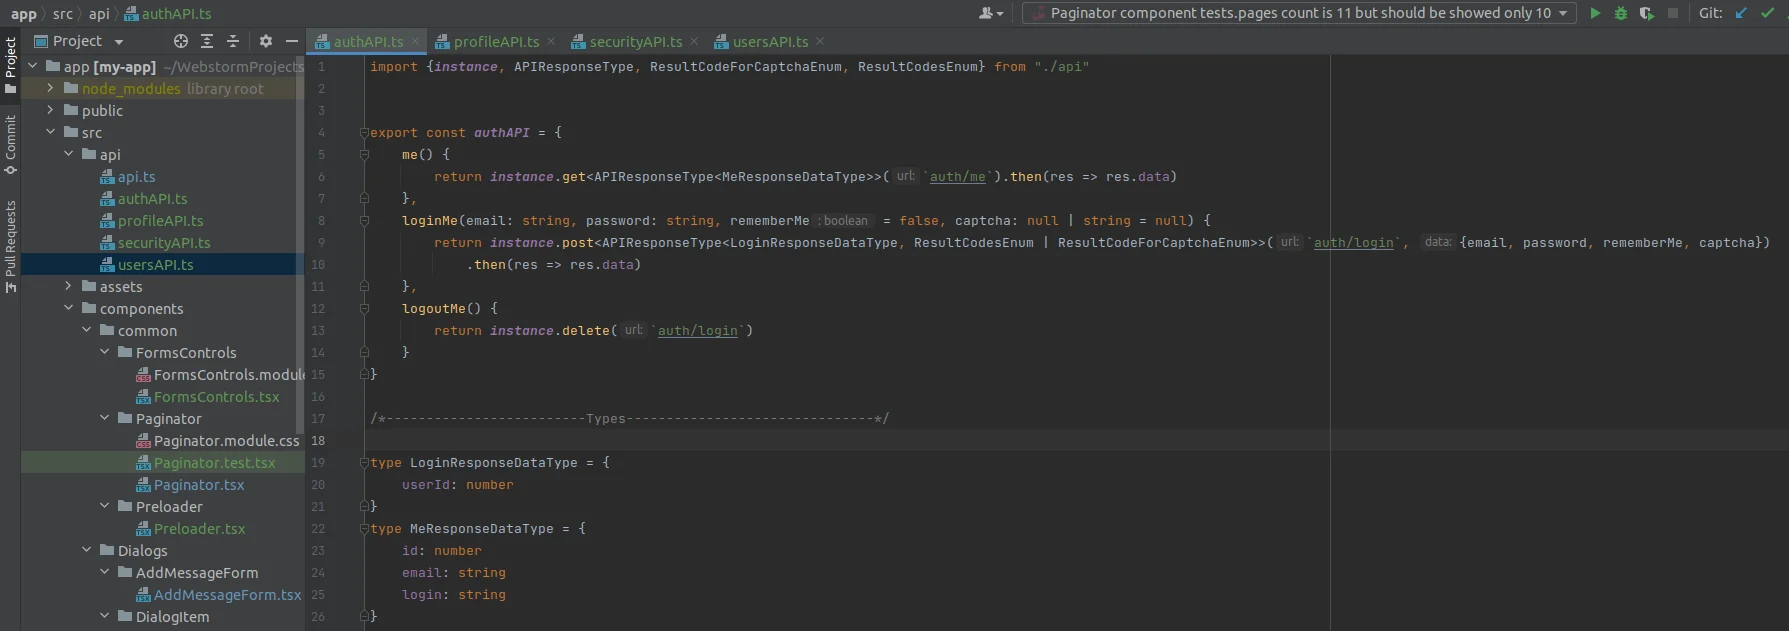 app src api authAPI.ts
Paginator component tests.pages count is 11 but should be showed only 10
Git:
Project
authAPI.ts
profileAPI.ts
securityAPI.ts
usersAPI.ts
Project
Commit
Pull Requests
app [my-app] ~/WebstormProjects
node_modules library root
public
src
api
api.ts
authAPI.ts
profileAPI.ts
securityAPI.ts
usersAPI.ts
assets
components
common
FormsControls
FormsControls.module
FormsControls.tsx
Paginator
Paginator.module.css
Paginator.test.tsx
Paginator.tsx
Preloader
Preloader.tsx
Dialogs
AddMessageForm
AddMessageForm.tsx
DialogItem
1 import {instance, APIResponseType, ResultCodeForCaptchaEnum, ResultCodesEnum} from "./api"
2
3
4 export const authAPI = {
5 me() {
6 return instance.get<APIResponseType<MeResponseDataType>>( url: `auth/me`).then(res => res.data)
7 },
8 loginMe(email: string, password: string, rememberMe : boolean = false, captcha: null | string = null) {
9 return instance.post<APIResponseType<LoginResponseDataType, ResultCodesEnum | ResultCodeForCaptchaEnum>>( url: `auth/login`, data: {email, password, rememberMe, captcha})
10 .then(res => res.data)
11 },
12 logoutMe() {
13 return instance.delete( url: `auth/login`)
14 }
15 }
16
17 /*-------------------------Types-------------------------------*/
18
19 type LoginResponseDataType = {
20 userId: number
21 }
22 type MeResponseDataType = {
23 id: number
24 email: string
25 login: string
26 }